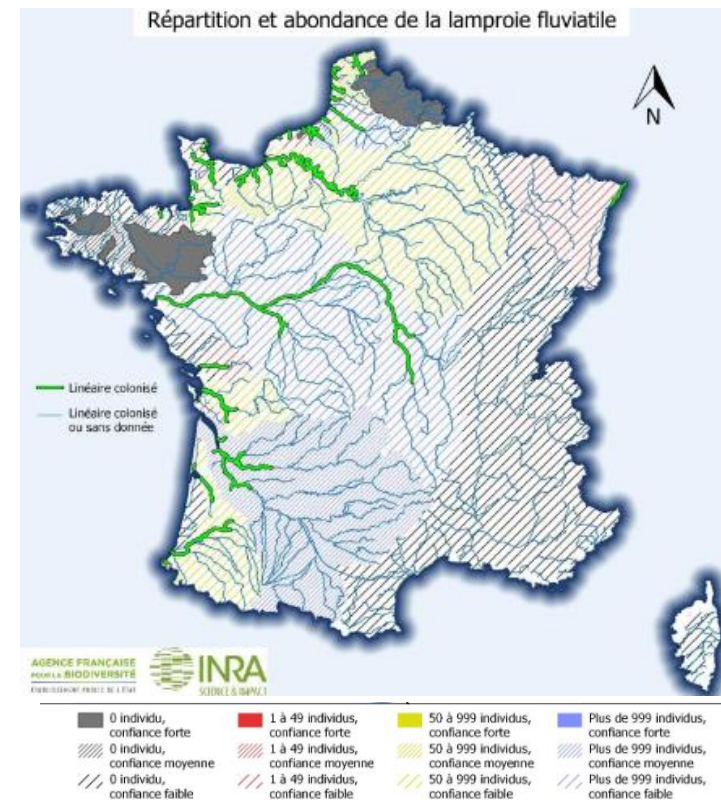 Répartition et abondance de la lamproie fluviatile
N
Linéaire colonisé
Linéaire colonisé
ou sans donnée
AGENCE FRANÇAISE
POUR LA BIODIVERSITÉ
ÉTABLISSEMENT PUBLIC DE L'ÉTAT
INRA
SCIENCE & IMPACT
0 individu,
confiance forte
0 individu,
confiance moyenne
0 individu,
confiance faible
1 à 49 individus,
confiance forte
1 à 49 individus,
confiance moyenne
1 à 49 individus,
confiance faible
50 à 999 individus,
confiance forte
50 à 999 individus,
confiance moyenne
50 à 999 individus,
confiance faible
Plus de 999 individus,
confiance forte
Plus de 999 individus,
confiance moyenne
Plus de 999 individus,
confiance faible